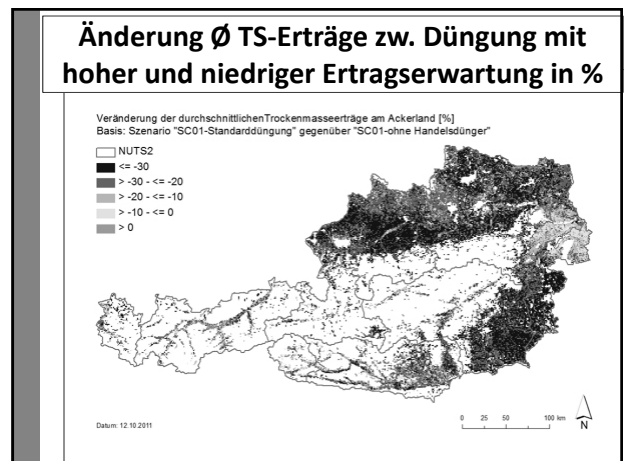 Änderung Ø TS-Erträge zw. Düngung mit
hoher und niedriger Ertragserwartung in %
Veränderung der durchschnittlichenTrockenmasseerträge am Ackerland [%]
Basis: Szenario "SC01-Standarddüngung" gegenüber "SC01-ohne Handelsdünger"
NUTS2
<= -30
> -30 - <= -20
> -20 - <= -10
> -10 - <= 0
> 0
Datum: 12.10.2011
0 25 50 100 km
N